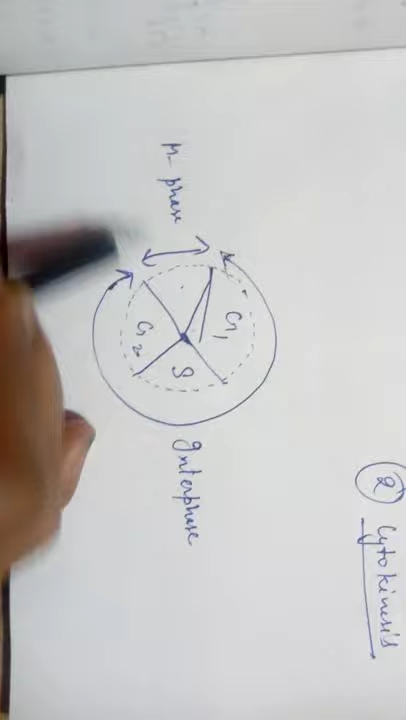 ② Cytokinesis
M-phase
G1
G2
S
Interphase